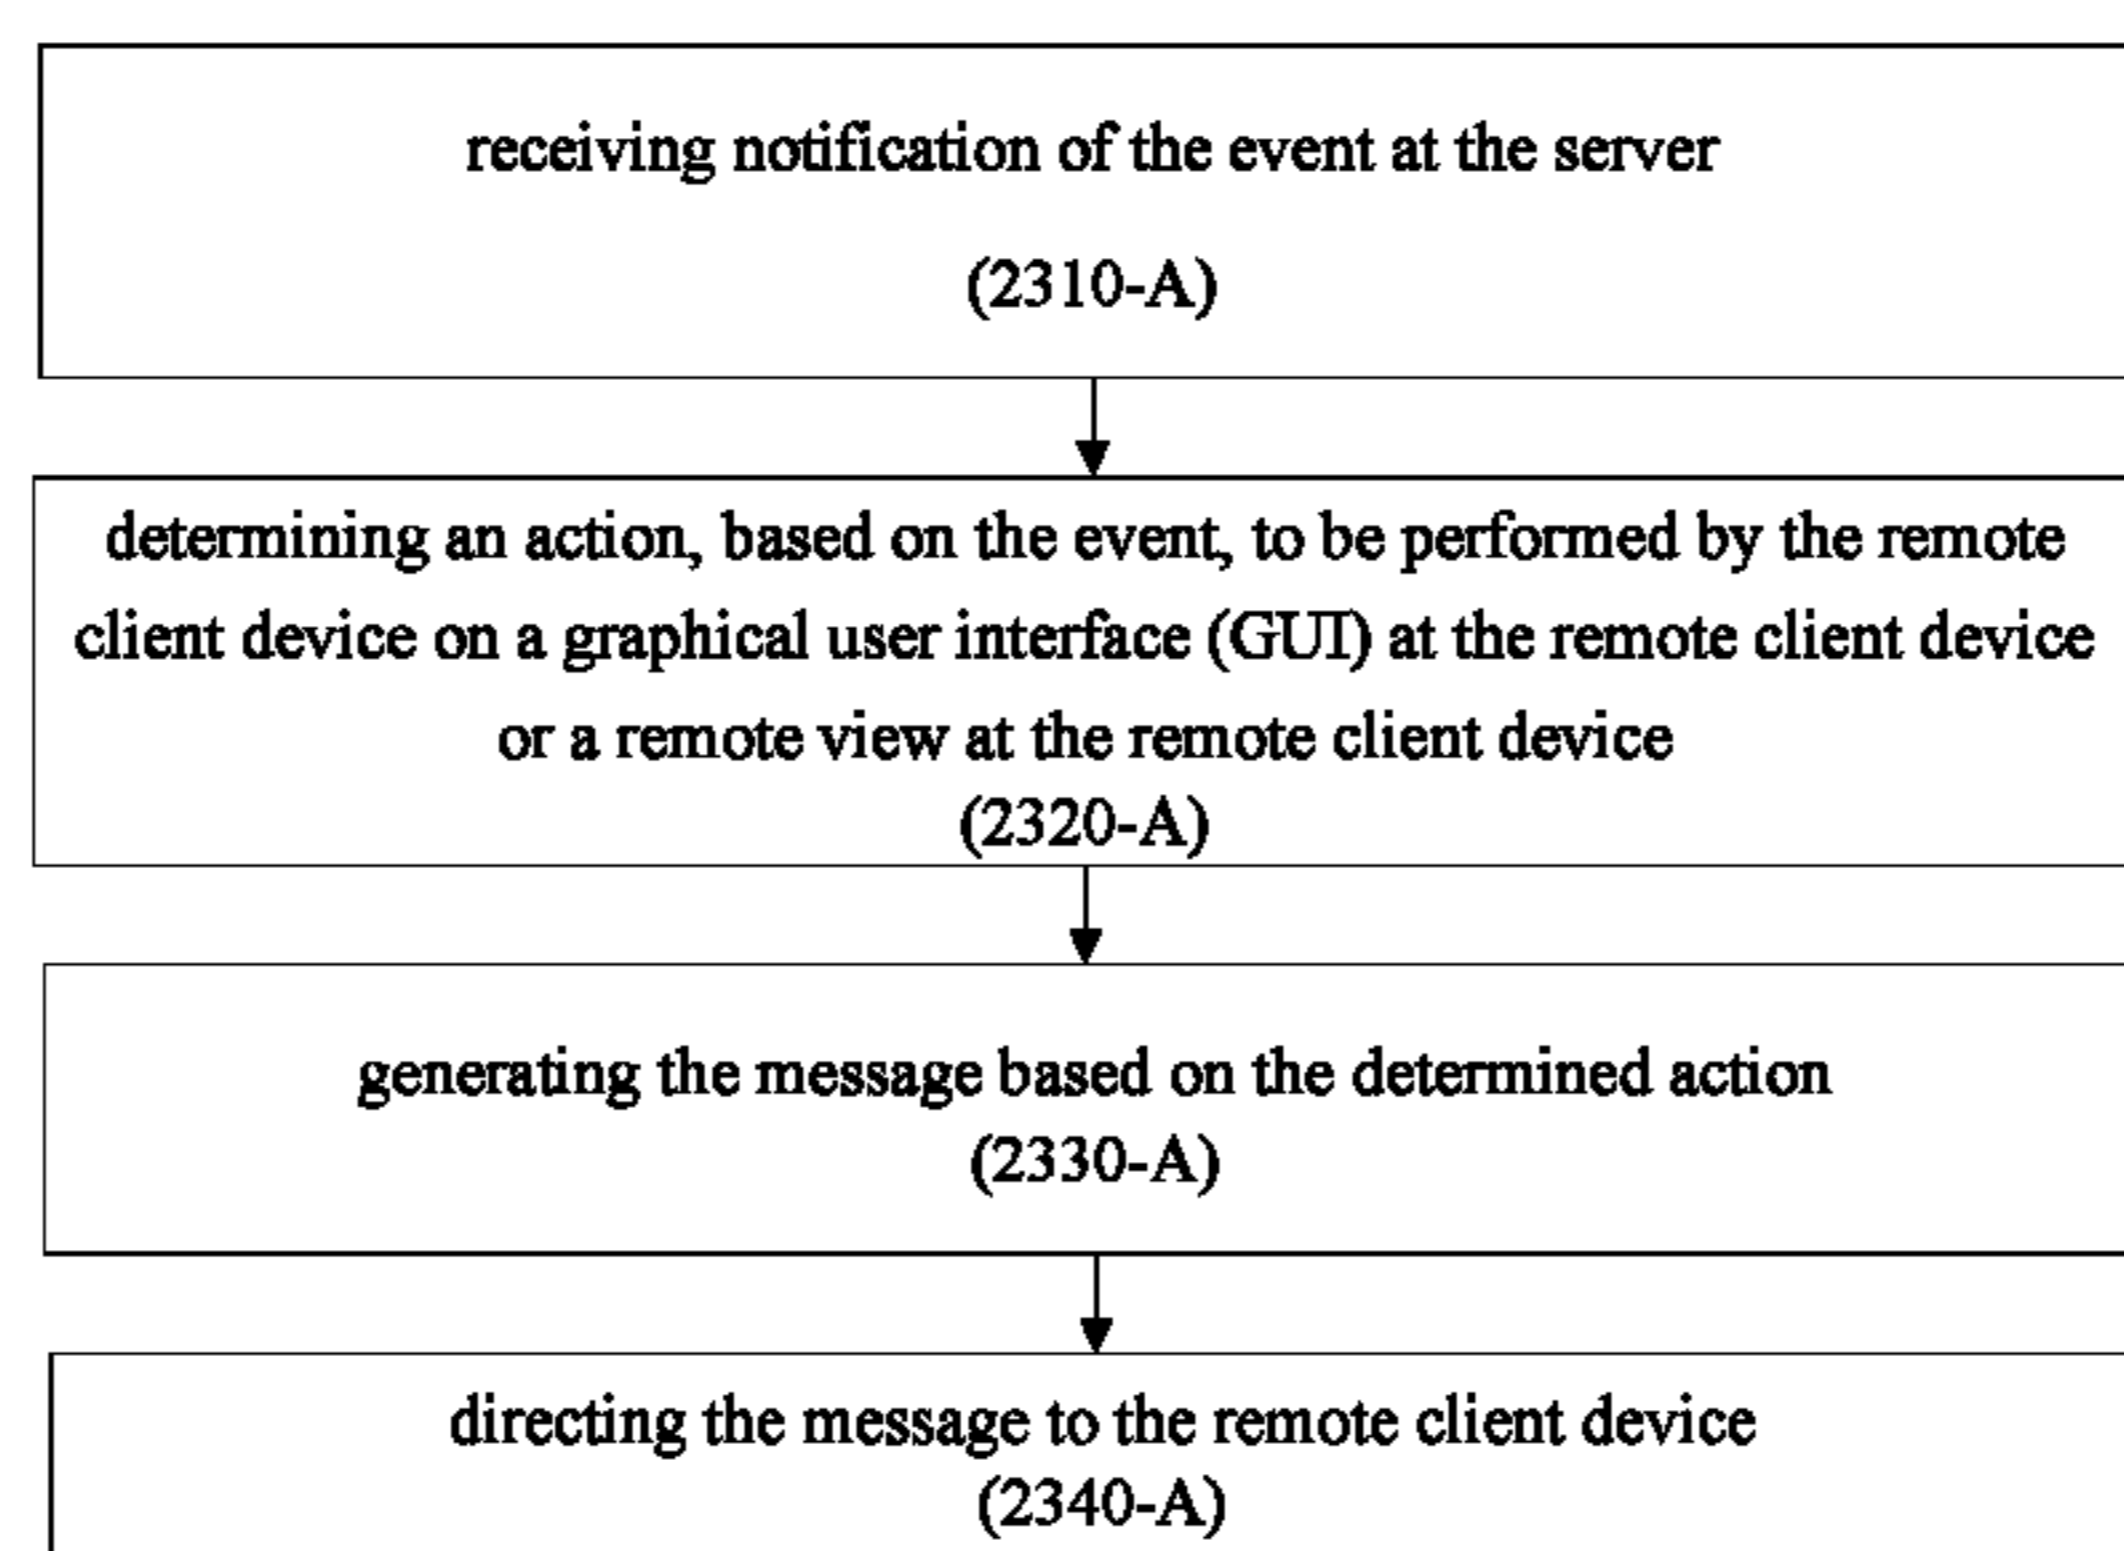 receiving notification of the event at the server
(2310-A)
determining an action, based on the event, to be performed by the remote
client device on a graphical user interface (GUI) at the remote client device
or a remote view at the remote client device
(2320-A)
generating the message based on the determined action
(2330-A)
directing the message to the remote client device
(2340-A)